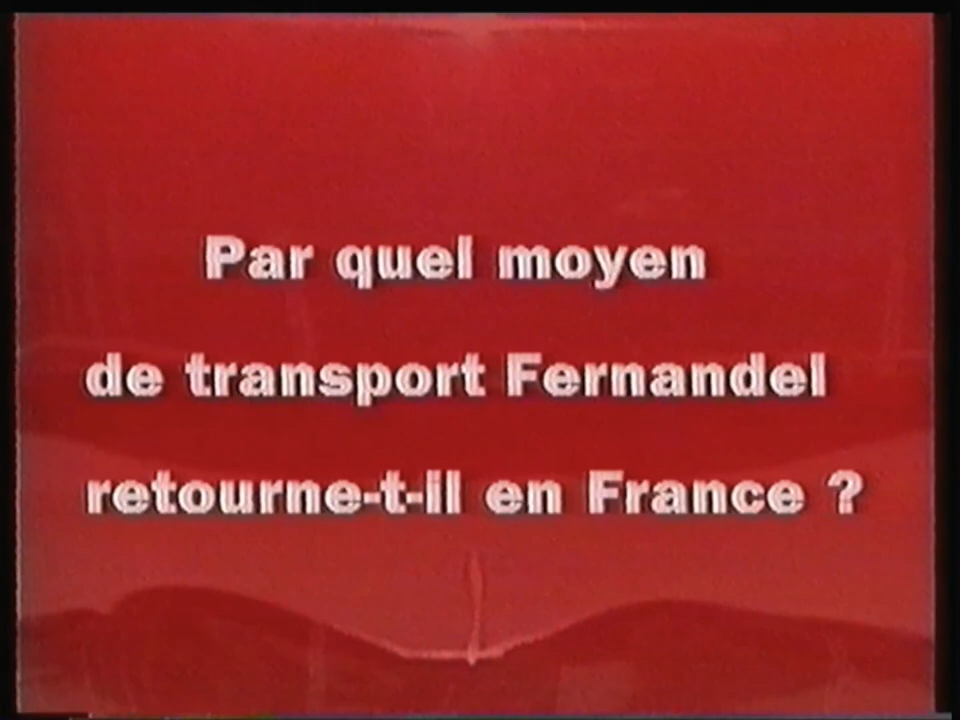 Par quel moyen
de transport Fernandel
retourne-t-il en France ?